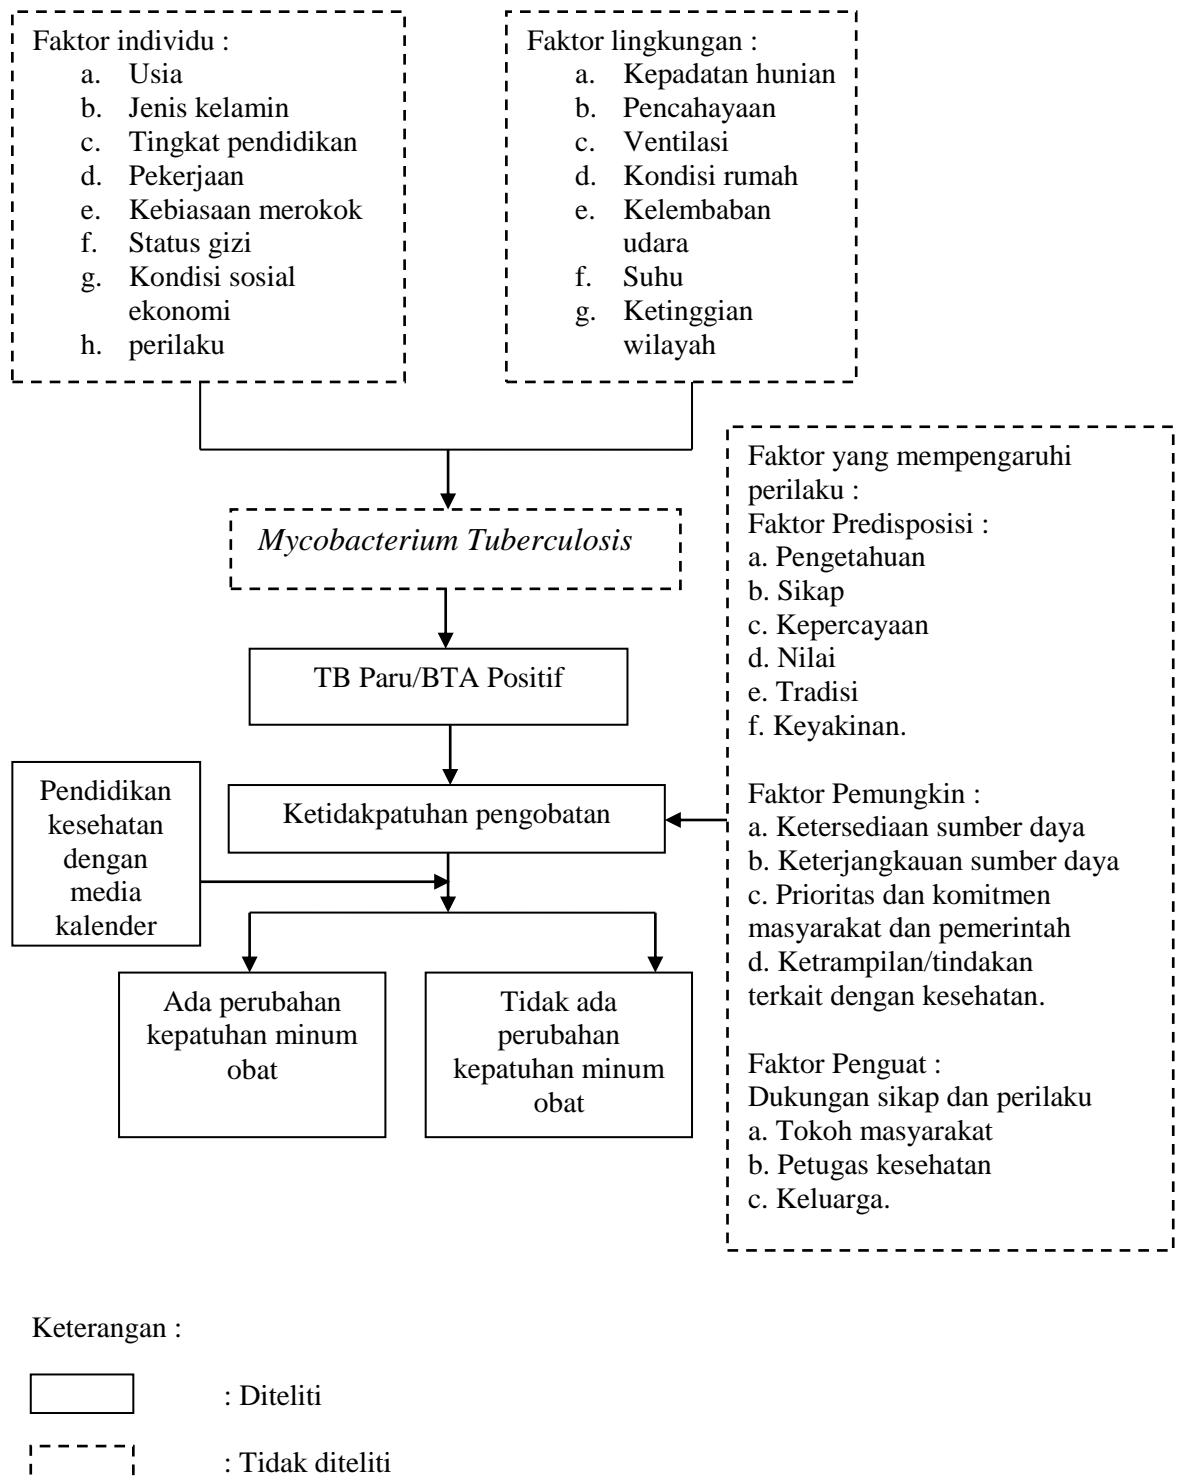 Faktor individu :
a. Usia
b. Jenis kelamin
c. Tingkat pendidikan
d. Pekerjaan
e. Kebiasaan merokok
f. Status gizi
g. Kondisi sosial
ekonomi
h. perilaku
Faktor lingkungan :
a. Kepadatan hunian
b. Pencahayaan
c. Ventilasi
d. Kondisi rumah
e. Kelembaban
udara
f. Suhu
g. Ketinggian
wilayah
Mycobacterium Tuberculosis
TB Paru/BTA Positif
Pendidikan
kesehatan
dengan
media
kalender
Ketidakpatuhan pengobatan
Ada perubahan
kepatuhan minum
obat
Tidak ada
perubahan
kepatuhan minum
obat
Faktor yang mempengaruhi
perilaku :
Faktor Predisposisi :
a. Pengetahuan
b. Sikap
c. Kepercayaan
d. Nilai
e. Tradisi
f. Keyakinan.
Faktor Pemungkin :
a. Ketersediaan sumber daya
b. Keterjangkauan sumber daya
c. Prioritas dan komitmen
masyarakat dan pemerintah
d. Ketrampilan/tindakan
terkait dengan kesehatan.
Faktor Penguat :
Dukungan sikap dan perilaku
a. Tokoh masyarakat
b. Petugas kesehatan
c. Keluarga.
Keterangan :
: Diteliti
: Tidak diteliti